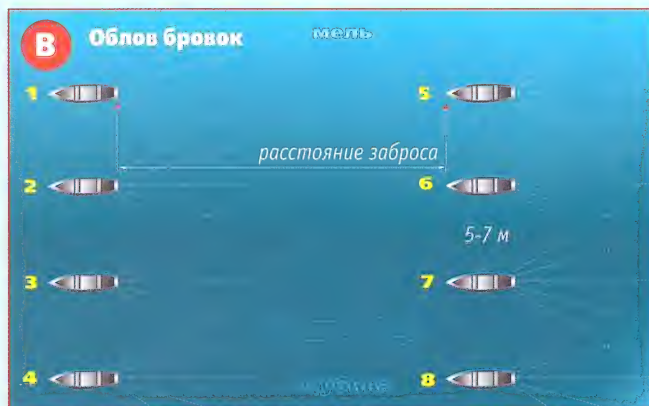 В Облов бровок
мель
1 5
расстояние заброса
2 6
5-7 м
3 7
4 8